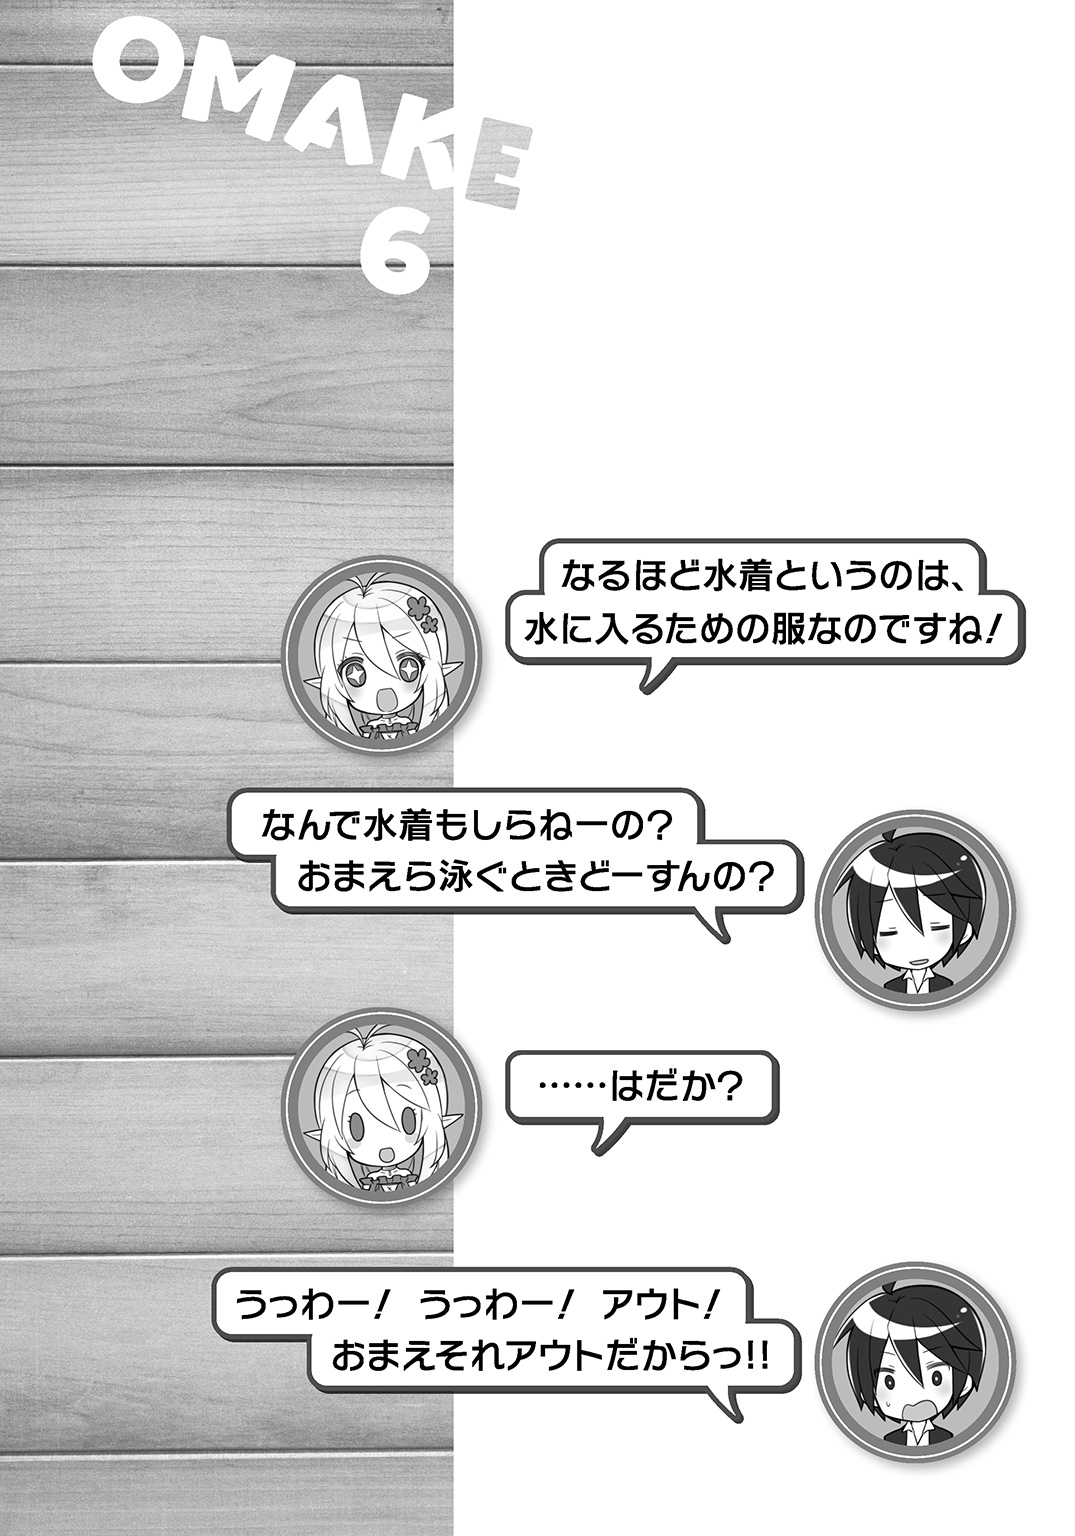 OMAKE
6
なるほど水着というのは、
水に入るための服なのですね！
なんで水着もしらねーの？
おまえら泳ぐときどーすんの？
……はだか？
うっわー！　うっわー！　アウト！
おまえそれアウトだからっ!!